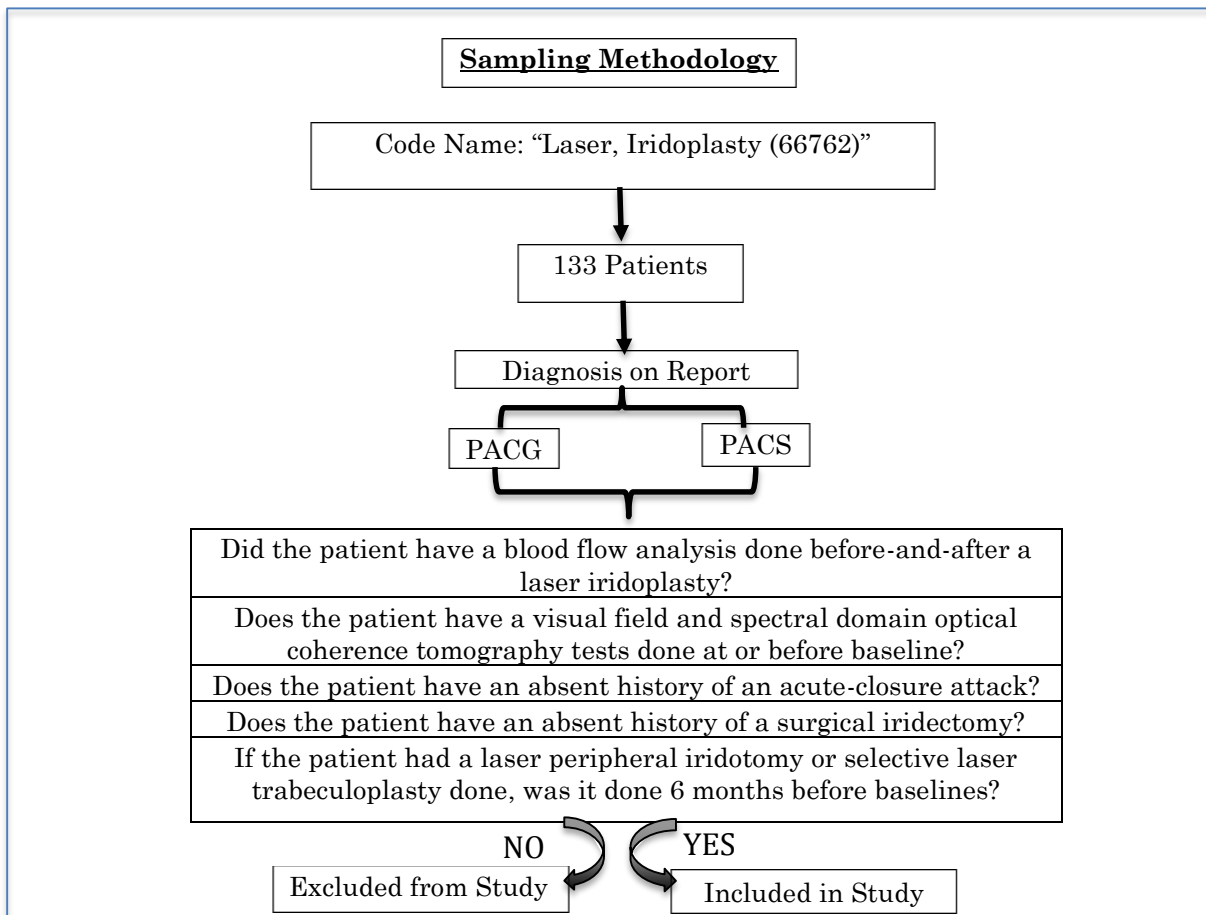 Sampling Methodology
Code Name: “Laser, Iridoplasty (66762)”
133 Patients
Diagnosis on Report
PACG
PACS
Did the patient have a blood flow analysis done before-and-after a
laser iridoplasty?
Does the patient have a visual field and spectral domain optical
coherence tomography tests done at or before baseline?
Does the patient have an absent history of an acute-closure attack?
Does the patient have an absent history of a surgical iridectomy?
If the patient had a laser peripheral iridotomy or selective laser
trabeculoplasty done, was it done 6 months before baselines?
NO
YES
Excluded from Study
Included in Study